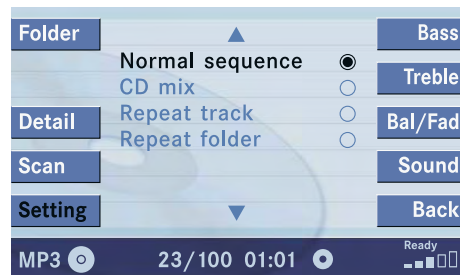 Folder
Bass
Normal sequence
CD mix
Treble
Detail
Repeat track
Bal/Fad
Repeat folder
Scan
Sound
Setting
Back
MP3
23/100 01:01
Ready